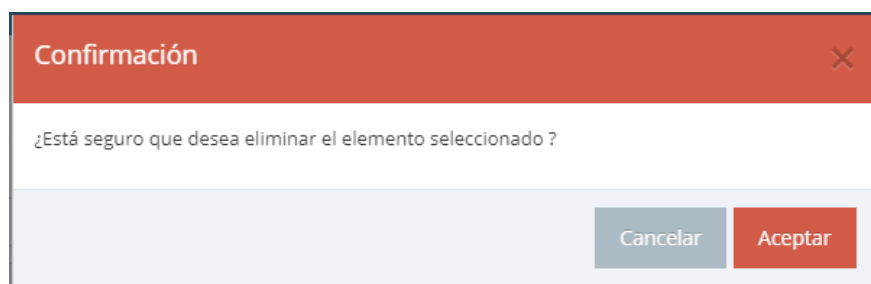 Confirmación
¿Está seguro que desea eliminar el elemento seleccionado ?
Cancelar Aceptar